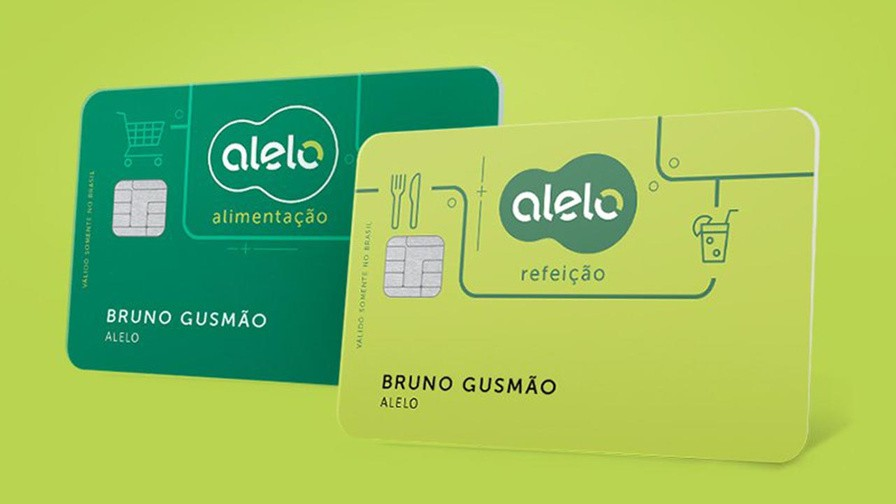 alelo
alimentação
VÁLIDO SOMENTE NO BRASIL
BRUNO GUSMÃO
ALELO
alelo
refeição
VÁLIDO SOMENTE NO BRASIL
BRUNO GUSMÃO
ALELO